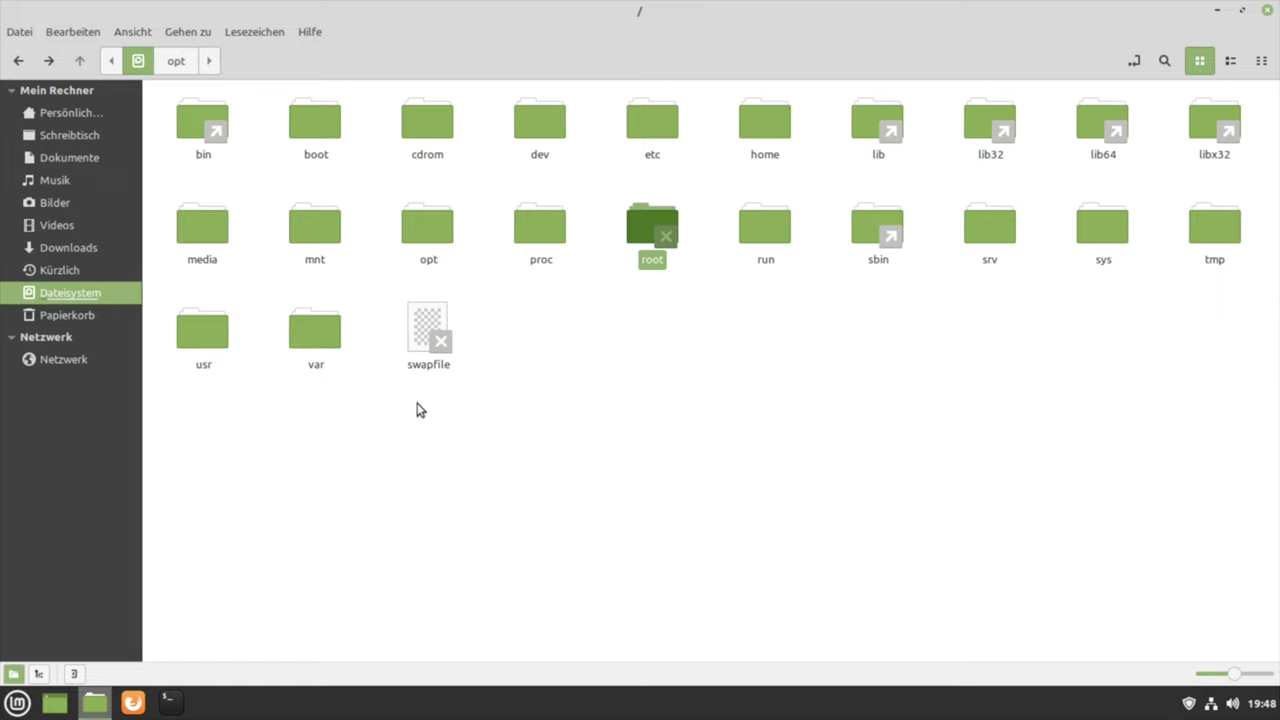 /
Datei Bearbeiten Ansicht Gehen zu Lesezeichen Hilfe
opt
Mein Rechner
Persönlich...
Schreibtisch
Dokumente
Musik
Bilder
Videos
Downloads
Kürzlich
Dateisystem
Papierkorb
Netzwerk
Netzwerk
bin boot cdrom dev etc home lib lib32 lib64 libx32
media mnt opt proc root run sbin srv sys tmp
usr var swapfile
19:48